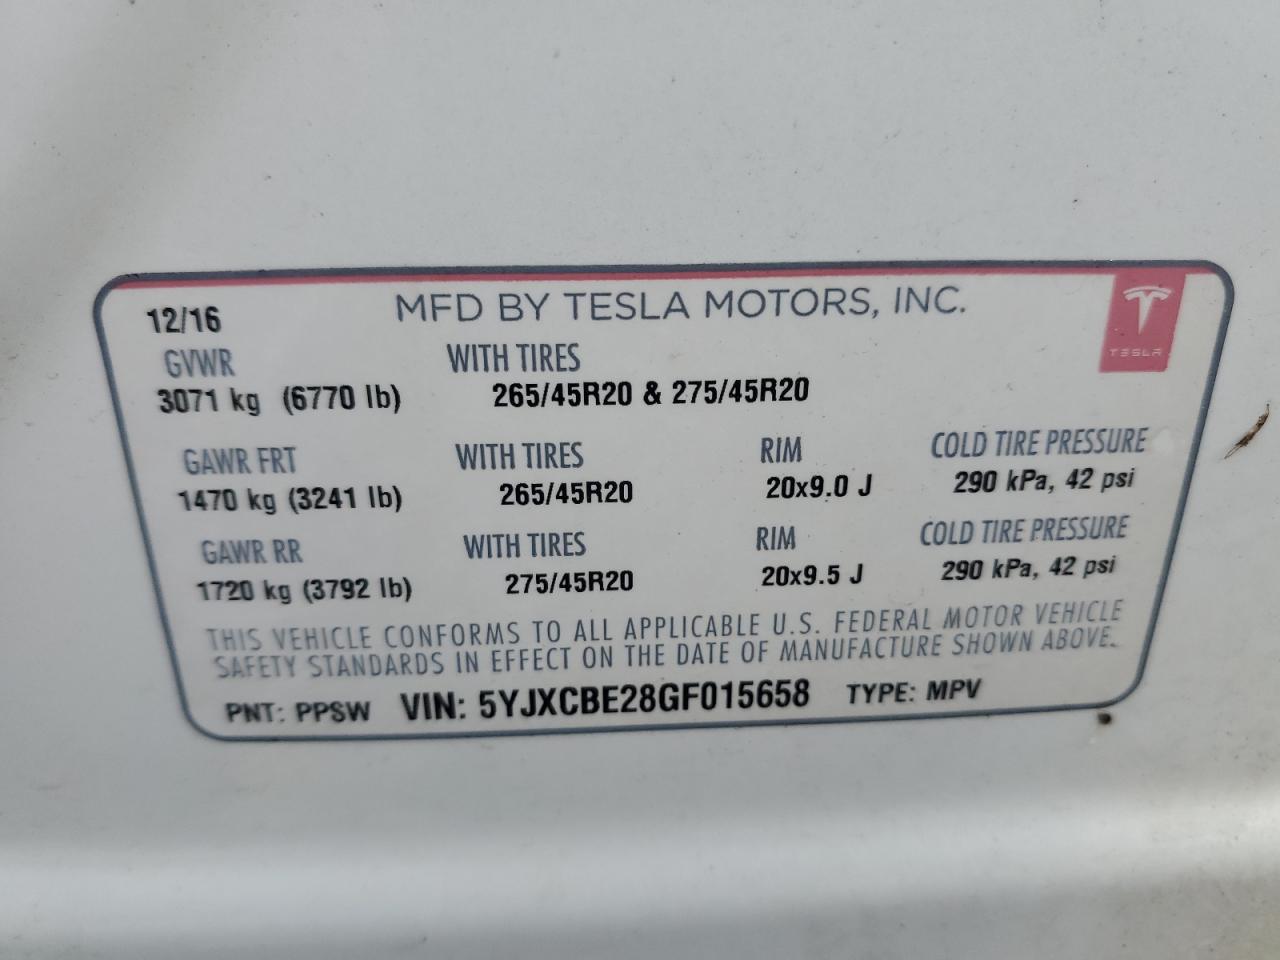 12/16 MFD BY TESLA MOTORS, INC.
TESLA
GVWR WITH TIRES
3071 kg (6770 lb) 265/45R20 & 275/45R20
GAWR FRT WITH TIRES RIM COLD TIRE PRESSURE
1470 kg (3241 lb) 265/45R20 20x9.0 J 290 kPa, 42 psi
GAWR RR WITH TIRES RIM COLD TIRE PRESSURE
1720 kg (3792 lb) 275/45R20 20x9.5 J 290 kPa, 42 psi
THIS VEHICLE CONFORMS TO ALL APPLICABLE U.S. FEDERAL MOTOR VEHICLE
SAFETY STANDARDS IN EFFECT ON THE DATE OF MANUFACTURE SHOWN ABOVE.
PNT: PPSW VIN: 5YJXCBE28GF015658 TYPE: MPV